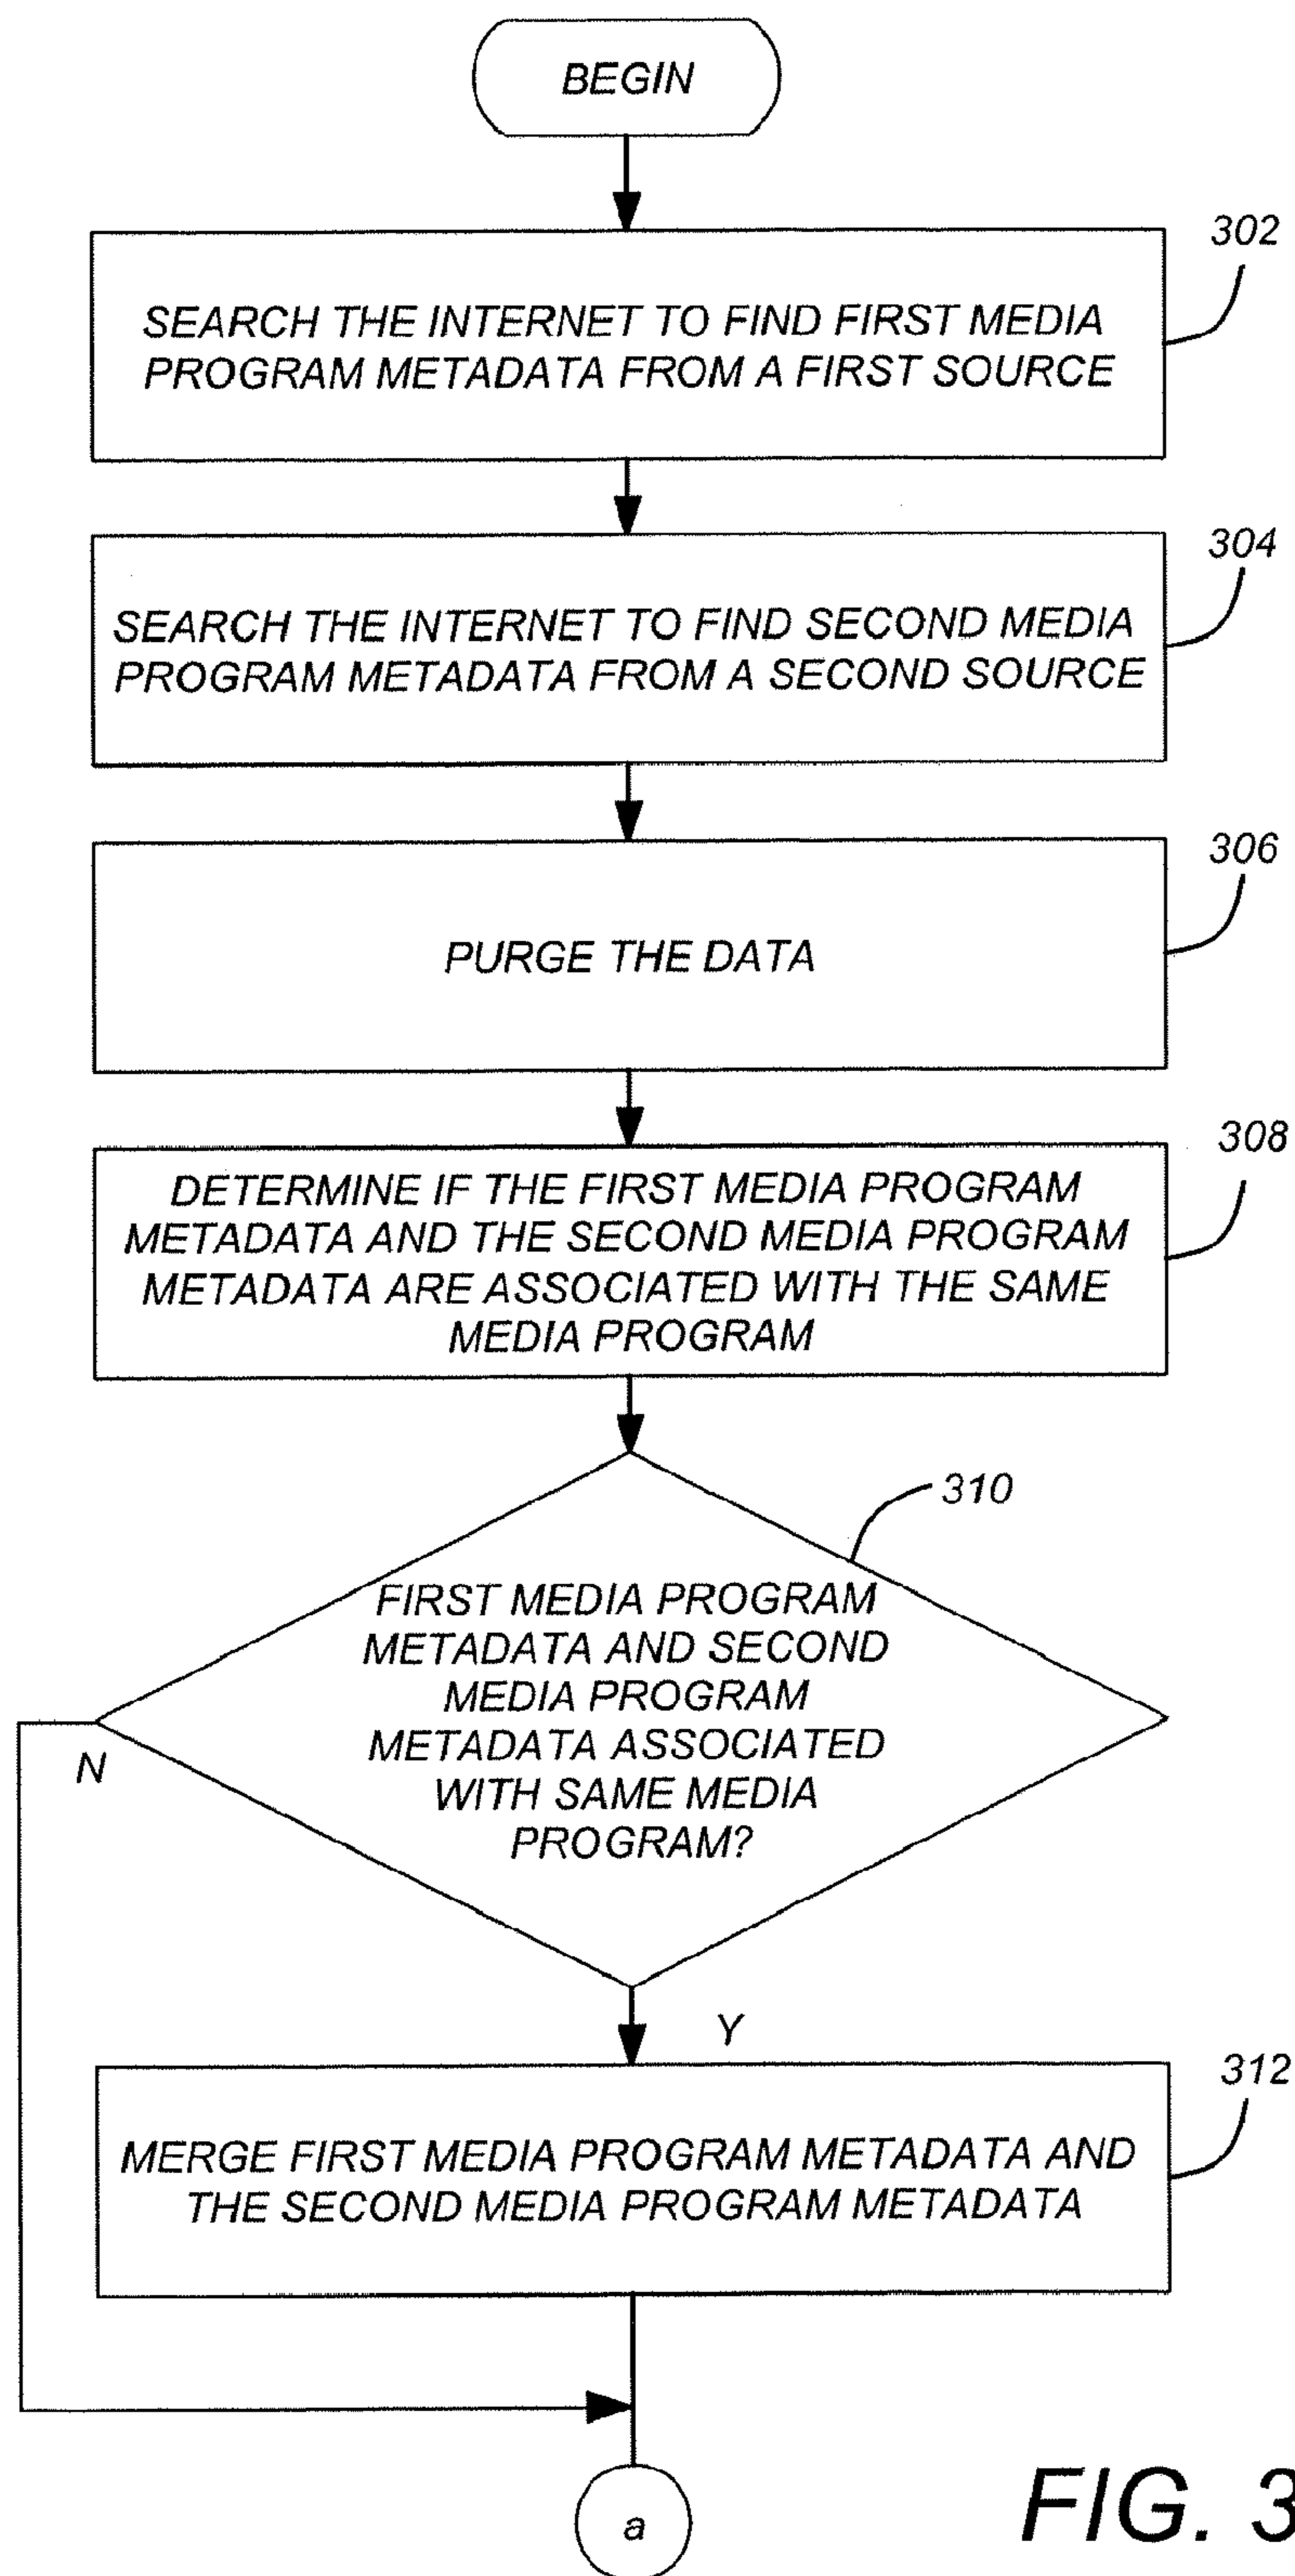 BEGIN
302
SEARCH THE INTERNET TO FIND FIRST MEDIA
PROGRAM METADATA FROM A FIRST SOURCE
304
SEARCH THE INTERNET TO FIND SECOND MEDIA
PROGRAM METADATA FROM A SECOND SOURCE
306
PURGE THE DATA
308
DETERMINE IF THE FIRST MEDIA PROGRAM
METADATA AND THE SECOND MEDIA PROGRAM
METADATA ARE ASSOCIATED WITH THE SAME
MEDIA PROGRAM
310
FIRST MEDIA PROGRAM
METADATA AND SECOND
MEDIA PROGRAM
METADATA ASSOCIATED
WITH SAME MEDIA
PROGRAM?
N
Y
312
MERGE FIRST MEDIA PROGRAM METADATA AND
THE SECOND MEDIA PROGRAM METADATA
a
FIG. 3